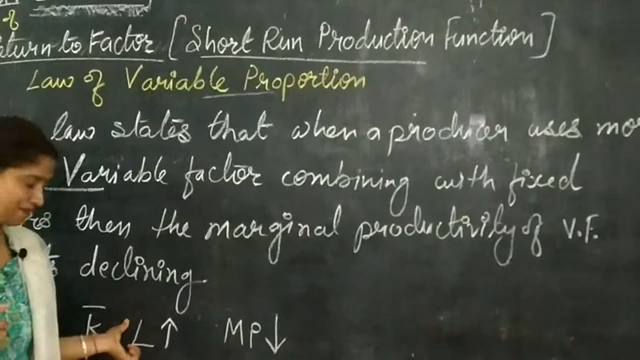 Return to Factor [Short Run Production Function]
Law of Variable Proportion
law states that when a producer uses mor
Variable factor combining with fixed
then the marginal productivity of V.F.
declining
K̅ L↑ MP↓